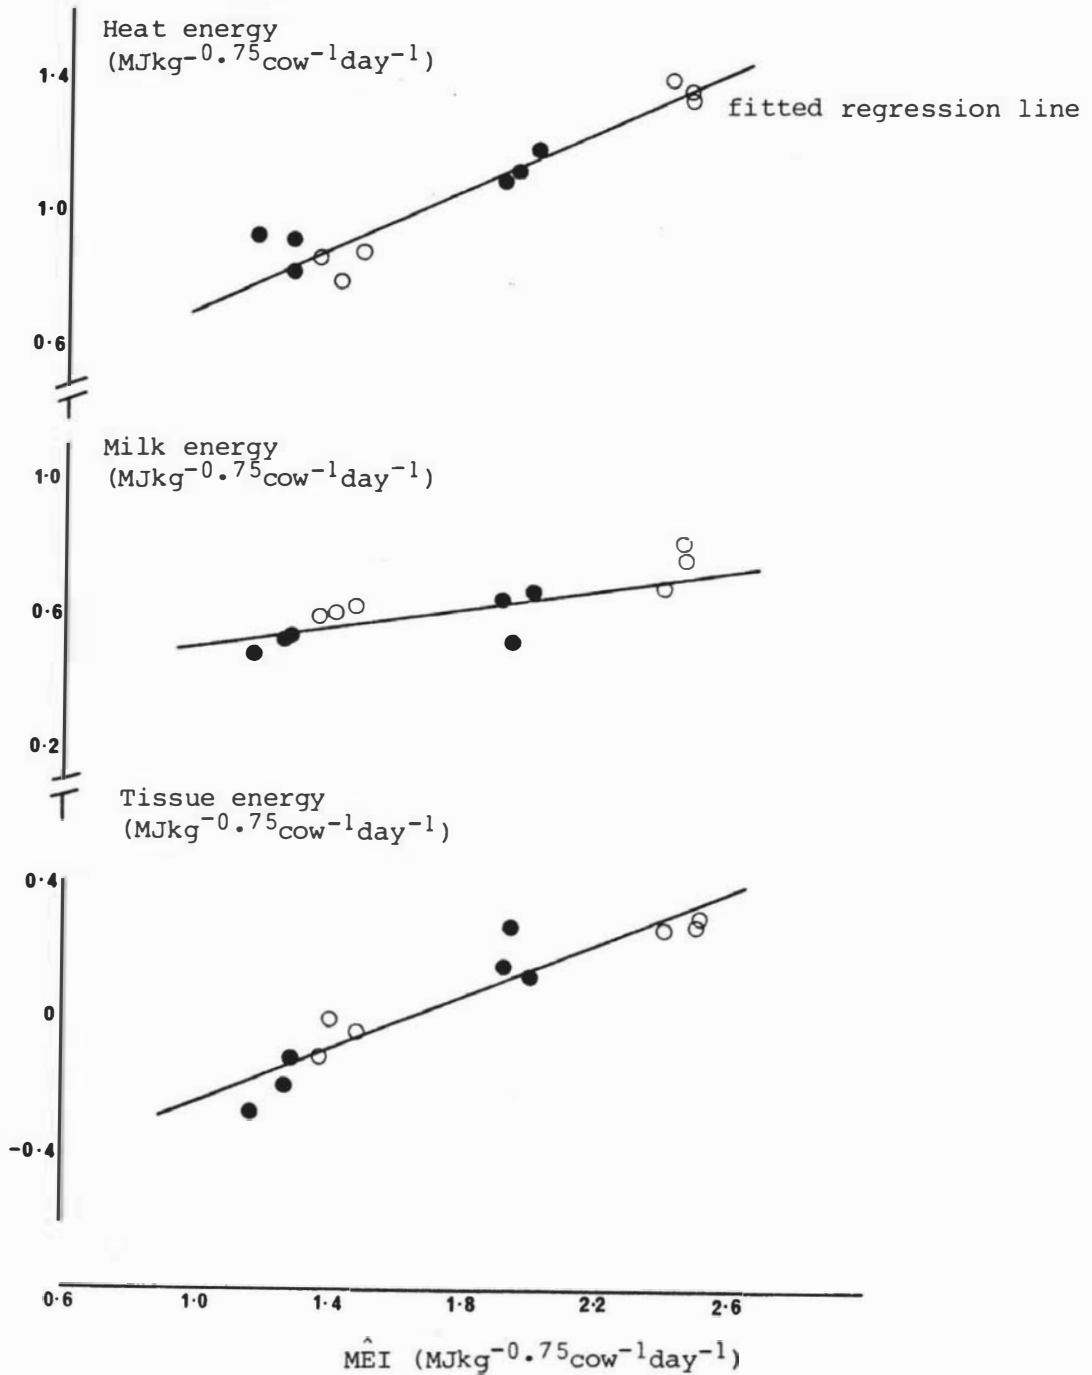 Heat energy
(MJkg⁻⁰·⁷⁵cow⁻¹day⁻¹)
1·4
fitted regression line
1·0
0·6
Milk energy
(MJkg⁻⁰·⁷⁵cow⁻¹day⁻¹)
1·0
0·6
0·2
Tissue energy
(MJkg⁻⁰·⁷⁵cow⁻¹day⁻¹)
0·4
0
-0·4
0·6 1·0 1·4 1·8 2·2 2·6
MÊI (MJkg⁻⁰·⁷⁵cow⁻¹day⁻¹)